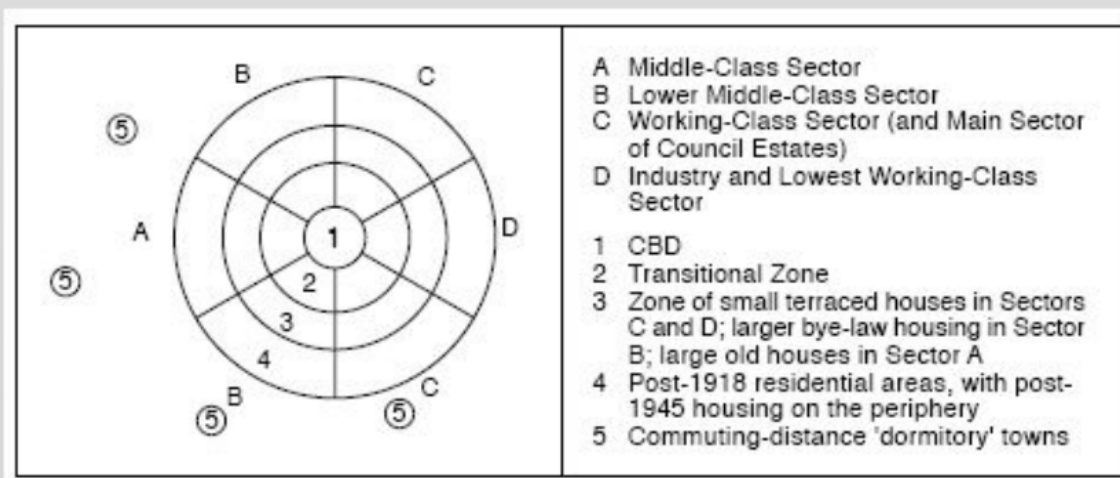 B
C
5
A
D
1
5
2
3
4
B
5
5
C
A Middle-Class Sector
B Lower Middle-Class Sector
C Working-Class Sector (and Main Sector
of Council Estates)
D Industry and Lowest Working-Class
Sector
1 CBD
2 Transitional Zone
3 Zone of small terraced houses in Sectors
C and D; larger bye-law housing in Sector
B; large old houses in Sector A
4 Post-1918 residential areas, with post-
1945 housing on the periphery
5 Commuting-distance 'dormitory' towns